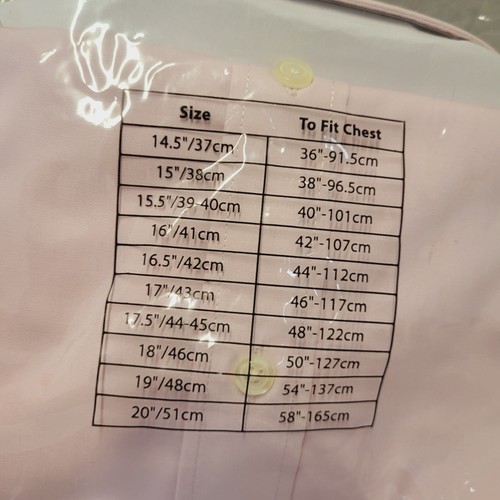 Size To Fit Chest
14.5"/37cm 36"-91.5cm
15"/38cm 38"-96.5cm
15.5"/39-40cm 40"-101cm
16"/41cm 42"-107cm
16.5"/42cm 44"-112cm
17"/43cm 46"-117cm
17.5"/44-45cm 48"-122cm
18"/46cm 50"-127cm
19"/48cm 54"-137cm
20"/51cm 58"-165cm